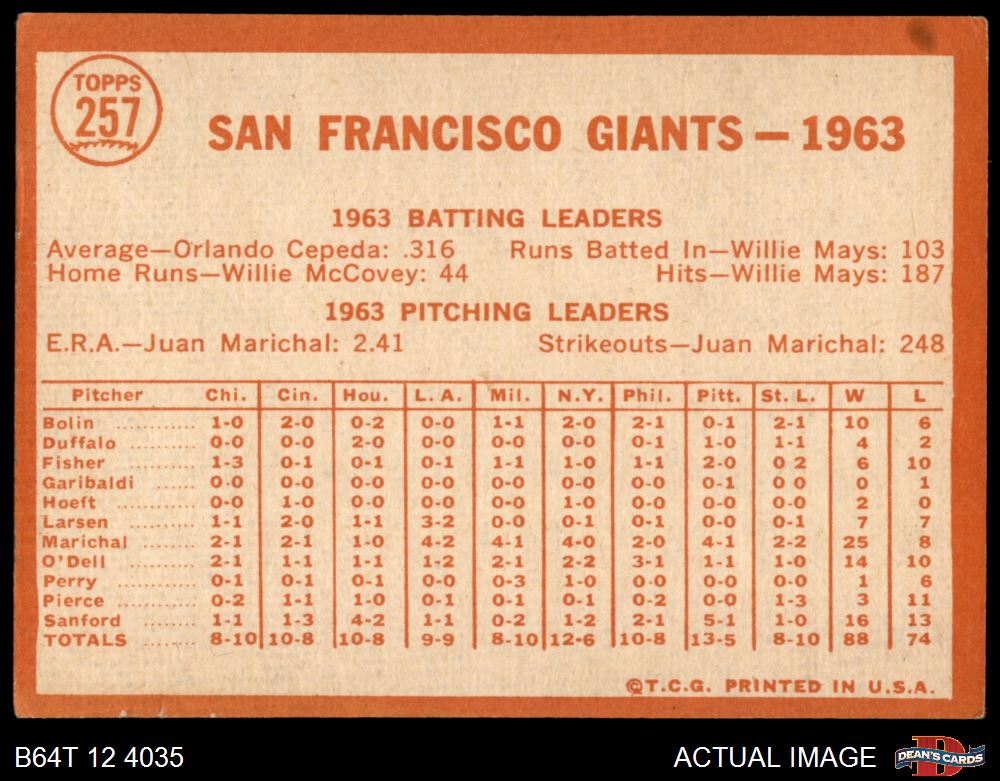 TOPPS
257
SAN FRANCISCO GIANTS — 1963
1963 BATTING LEADERS
Average—Orlando Cepeda: .316 Runs Batted In—Willie Mays: 103
Home Runs—Willie McCovey: 44 Hits—Willie Mays: 187
1963 PITCHING LEADERS
E.R.A.—Juan Marichal: 2.41 Strikeouts—Juan Marichal: 248
Pitcher Chi. Cin. Hou. L.A. Mil. N.Y. Phil. Pitt. St. L. W L
Bolin .......... 1-0 2-0 0-2 0-0 1-1 2-0 2-1 0-1 2-1 10 6
Duffalo ........ 0-0 0-0 2-0 0-0 0-0 0-0 0-1 1-0 1-1 4 2
Fisher .......... 1-3 0-1 0-1 0-1 1-1 1-0 1-1 2-0 0 2 6 10
Garibaldi ...... 0-0 0-0 0-0 0-0 0-0 0-0 0-0 0-1 0 0 0 1
Hoeft .......... 0-0 1-0 0-0 0-0 0-0 1-0 0-0 0-0 0-0 2 0
Larsen ......... 1-1 2-0 1-1 3-2 0-0 0-1 0-1 0-0 0-1 7 7
Marichal ....... 2-1 2-1 1-0 4-2 4-1 4-0 2-0 4-1 2-2 25 8
O'Dell ......... 2-1 1-1 1-1 1-2 2-1 2-2 3-1 1-1 1-0 14 10
Perry .......... 0-1 0-1 0-1 0-0 0-3 1-0 0-0 0-0 0-0 1 6
Pierce .......... 0-2 1-1 1-0 0-1 0-1 0-1 0-2 0-0 1-3 3 11
Sanford ........ 1-1 1-3 4-2 1-1 0-2 1-2 2-1 5-1 1-0 16 13
TOTALS 8-10 10-8 10-8 9-9 8-10 12-6 10-8 13-5 8-10 88 74
©T.C.G. PRINTED IN U.S.A.
B64T 12 4035 ACTUAL IMAGE DEAN'S CARDS